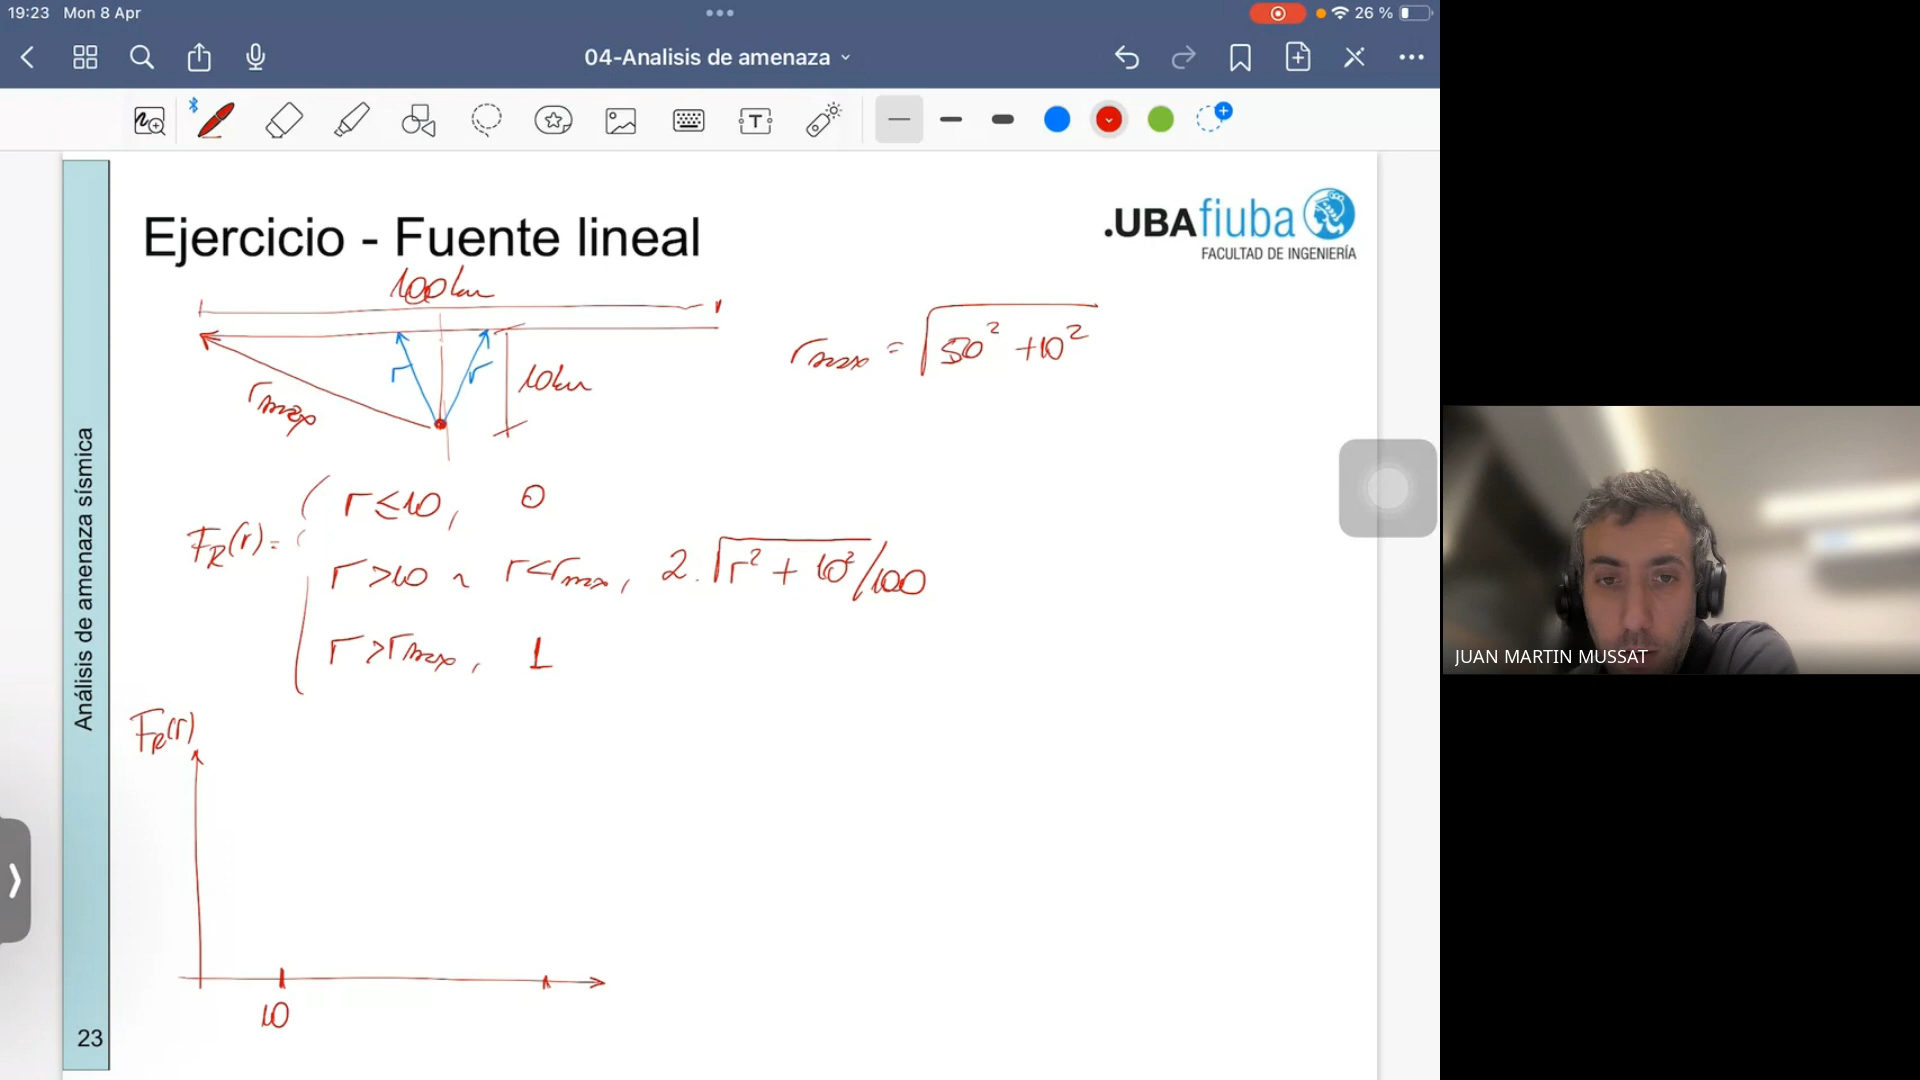 19:23 Mon 8 Apr
26 %
04-Analisis de amenaza
T
.UBAfiuba
FACULTAD DE INGENIERÍA
Ejercicio - Fuente lineal
100km
r r
10km
rmax
rmax = √50² +10²
FR(r)=
r ≤ 10, 0
r > 10 ∧ r < rmax, 2.√r² + 10²/100
r > rmax, 1
FR(r)
10
Análisis de amenaza sísmica
23
JUAN MARTIN MUSSAT